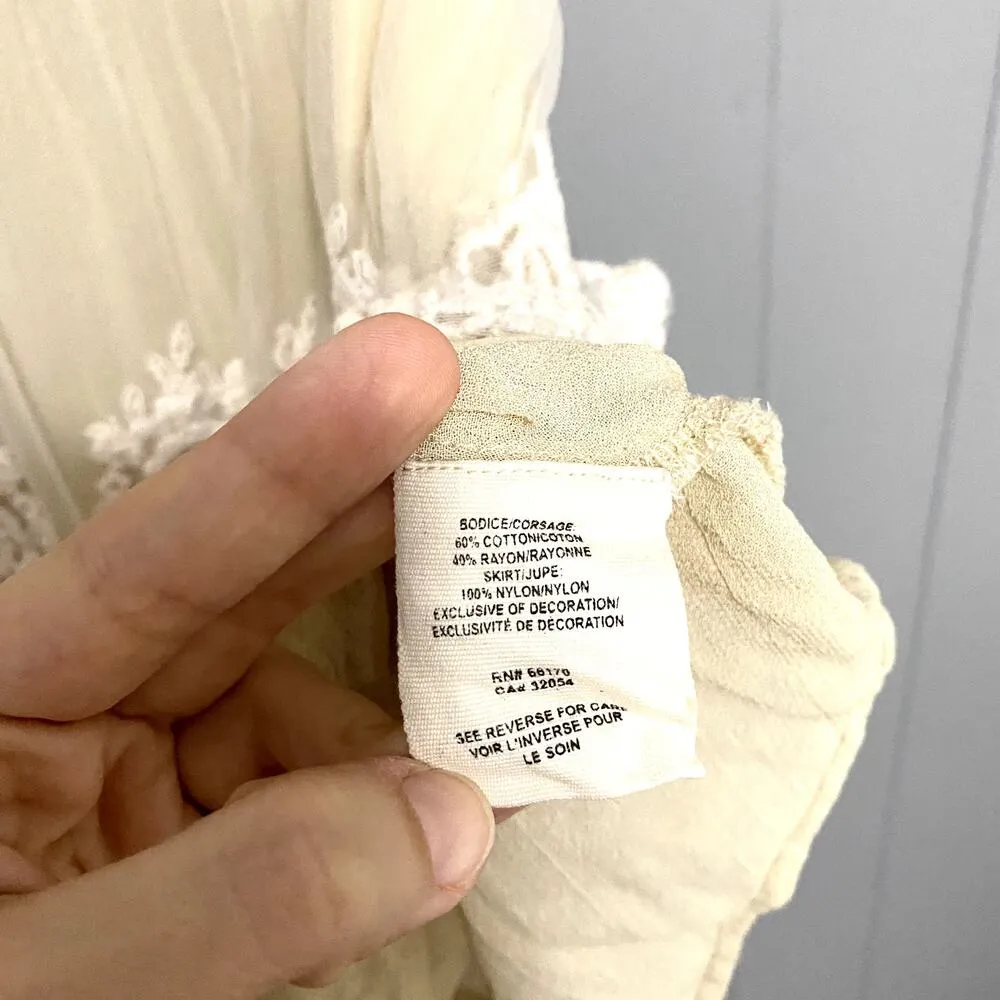 BODICE/CORSAGE:
60% COTTON/COTON
40% RAYON/RAYONNE
SKIRT/JUPE:
100% NYLON/NYLON
EXCLUSIVE OF DECORATION/
EXCLUSIVITÉ DE DÉCORATION
RN# 66170
CA# 32054
SEE REVERSE FOR CARE
VOIR L'INVERSE POUR
LE SOIN